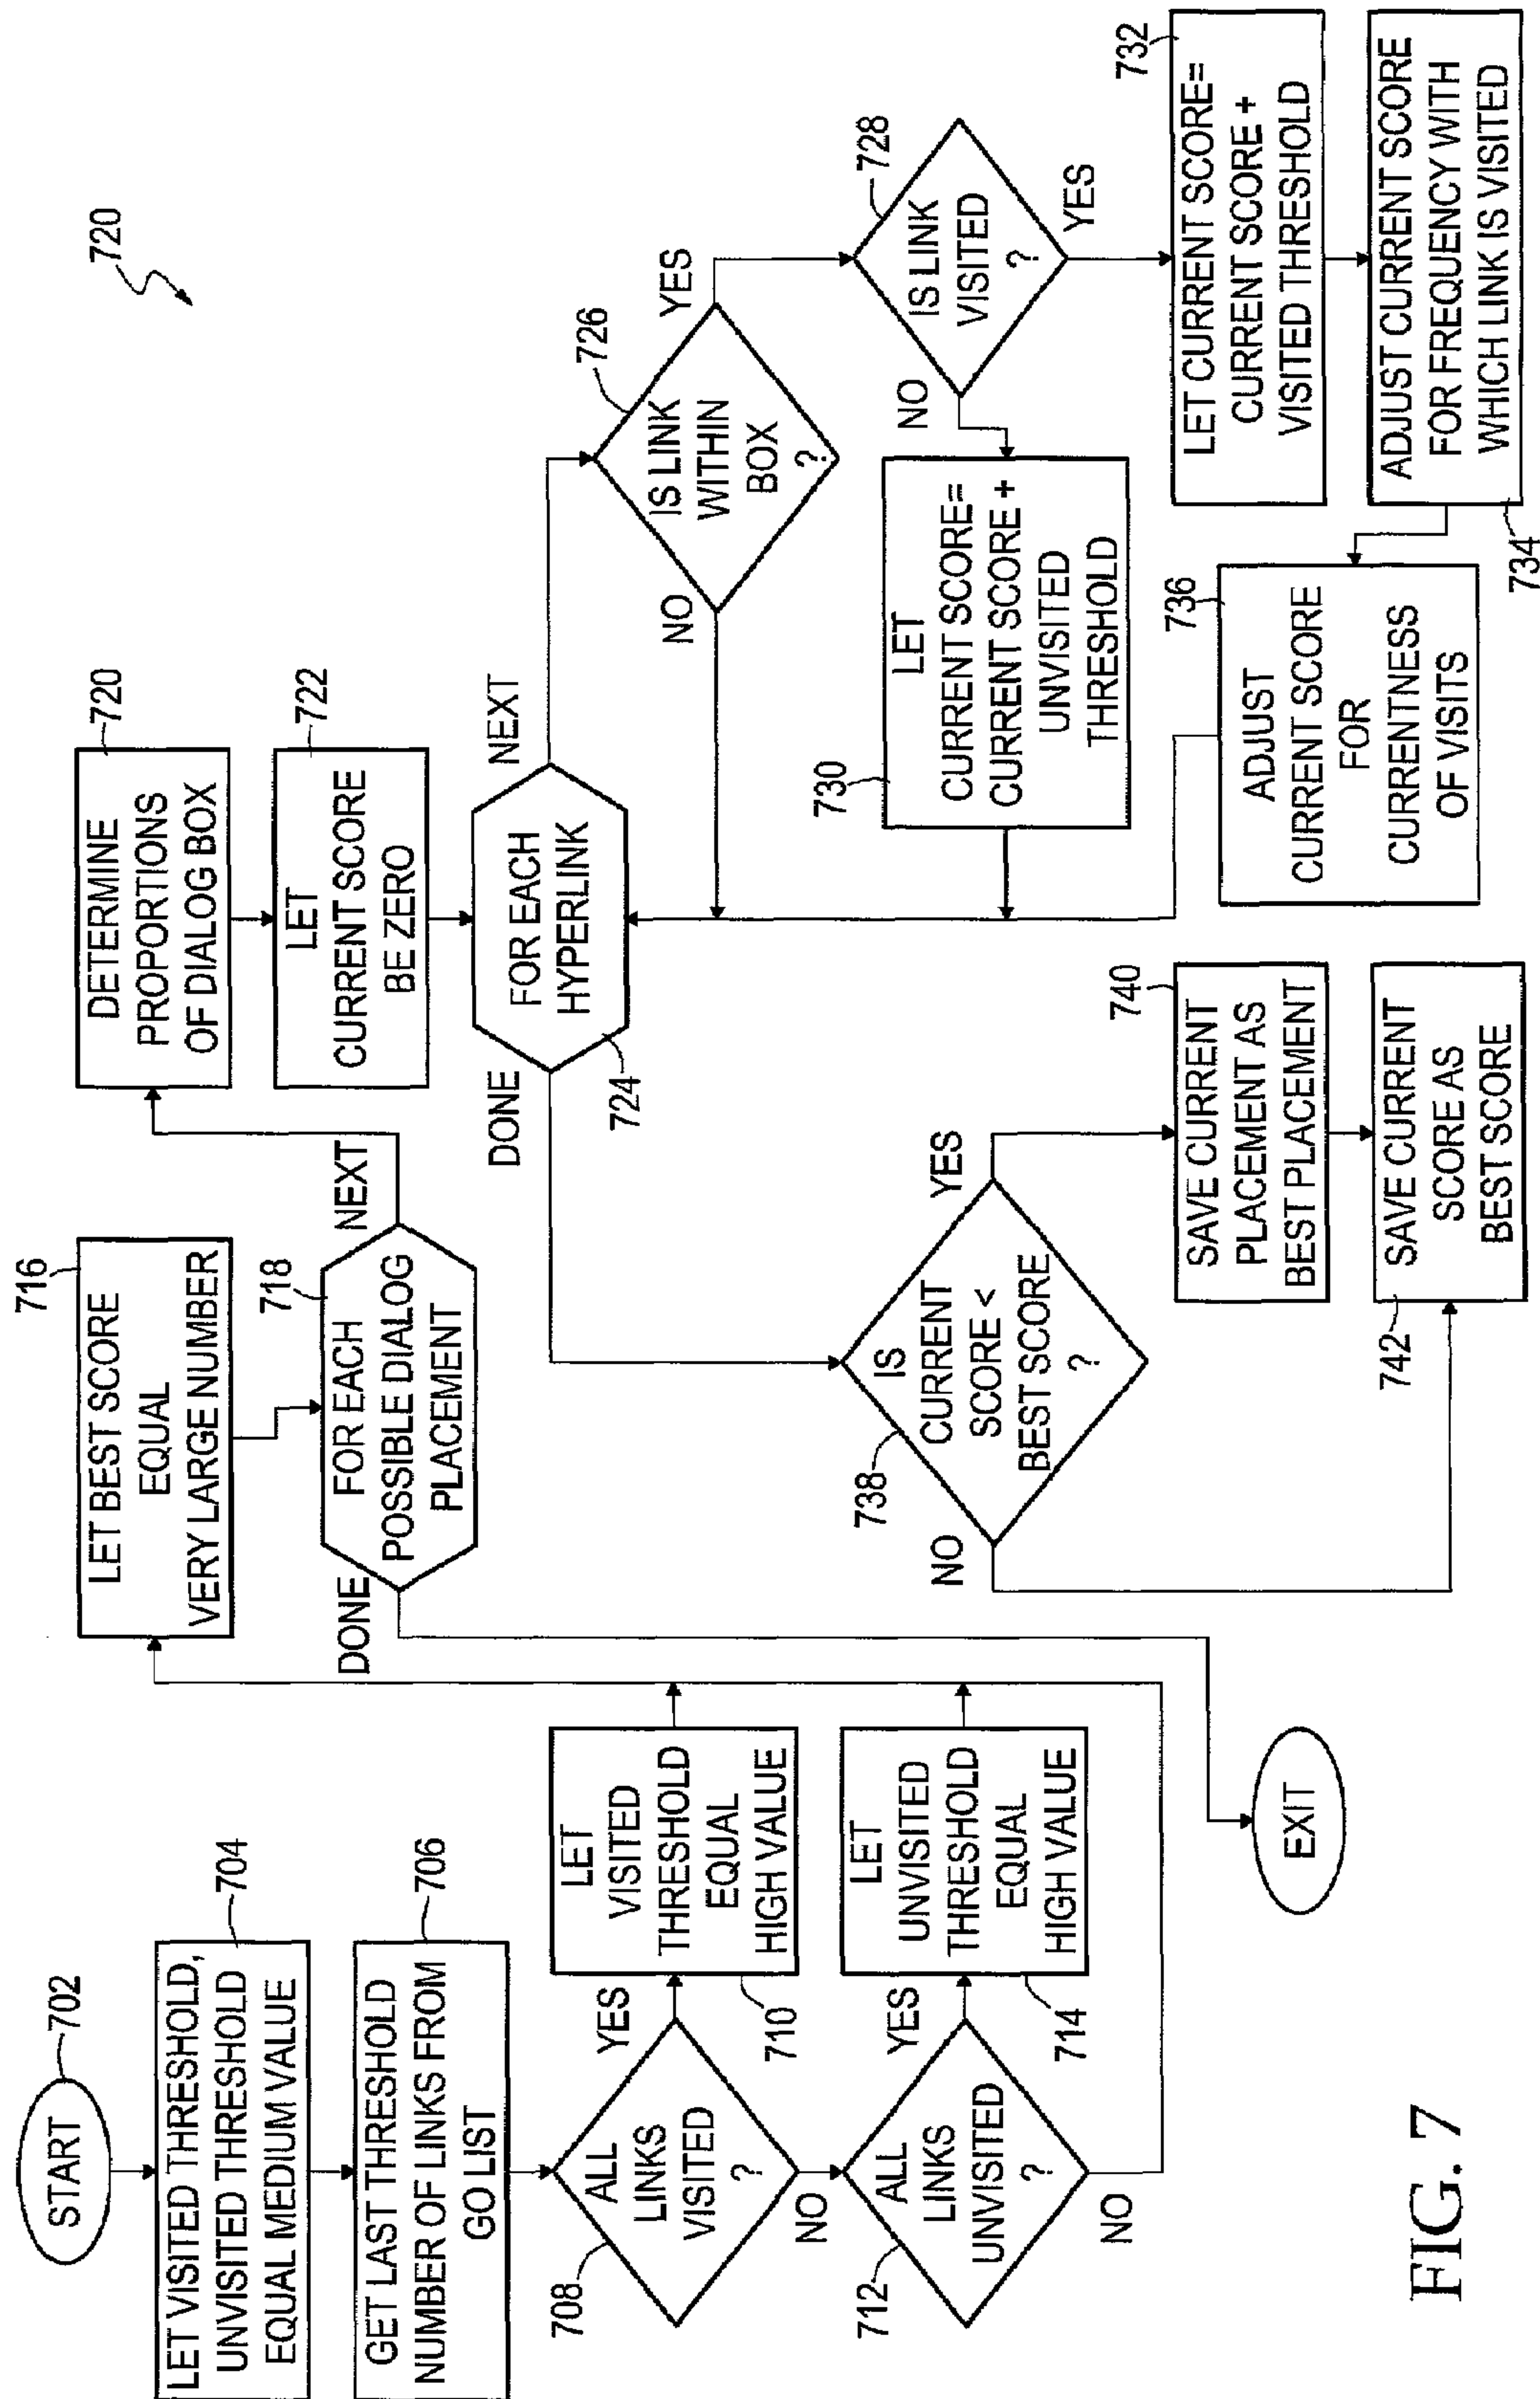 720
START
702
LET VISITED THRESHOLD,
UNVISITED THRESHOLD
EQUAL MEDIUM VALUE
704
GET LAST THRESHOLD
NUMBER OF LINKS FROM
GO LIST
706
ALL
LINKS
VISITED
?
708
YES
NO
LET
VISITED
THRESHOLD
EQUAL
HIGH VALUE
710
ALL
LINKS
UNVISITED
?
712
YES
NO
LET
UNVISITED
THRESHOLD
EQUAL
HIGH VALUE
714
716
LET BEST SCORE
EQUAL
VERY LARGE NUMBER
718
FOR EACH
POSSIBLE DIALOG
PLACEMENT
DONE
NEXT
EXIT
720
DETERMINE
PROPORTIONS
OF DIALOG BOX
722
LET
CURRENT SCORE
BE ZERO
FOR EACH
HYPERLINK
724
DONE
NEXT
726
IS LINK
WITHIN
BOX
?
NO
YES
728
IS LINK
VISITED
?
NO
YES
730
LET
CURRENT SCORE=
CURRENT SCORE +
UNVISITED
THRESHOLD
732
LET CURRENT SCORE=
CURRENT SCORE +
VISITED THRESHOLD
ADJUST CURRENT SCORE
FOR FREQUENCY WITH
WHICH LINK IS VISITED
734
736
ADJUST
CURRENT SCORE
FOR
CURRENTNESS
OF VISITS
738
IS
CURRENT
SCORE <
BEST SCORE
?
NO
YES
740
SAVE CURRENT
PLACEMENT AS
BEST PLACEMENT
742
SAVE CURRENT
SCORE AS
BEST SCORE
FIG. 7